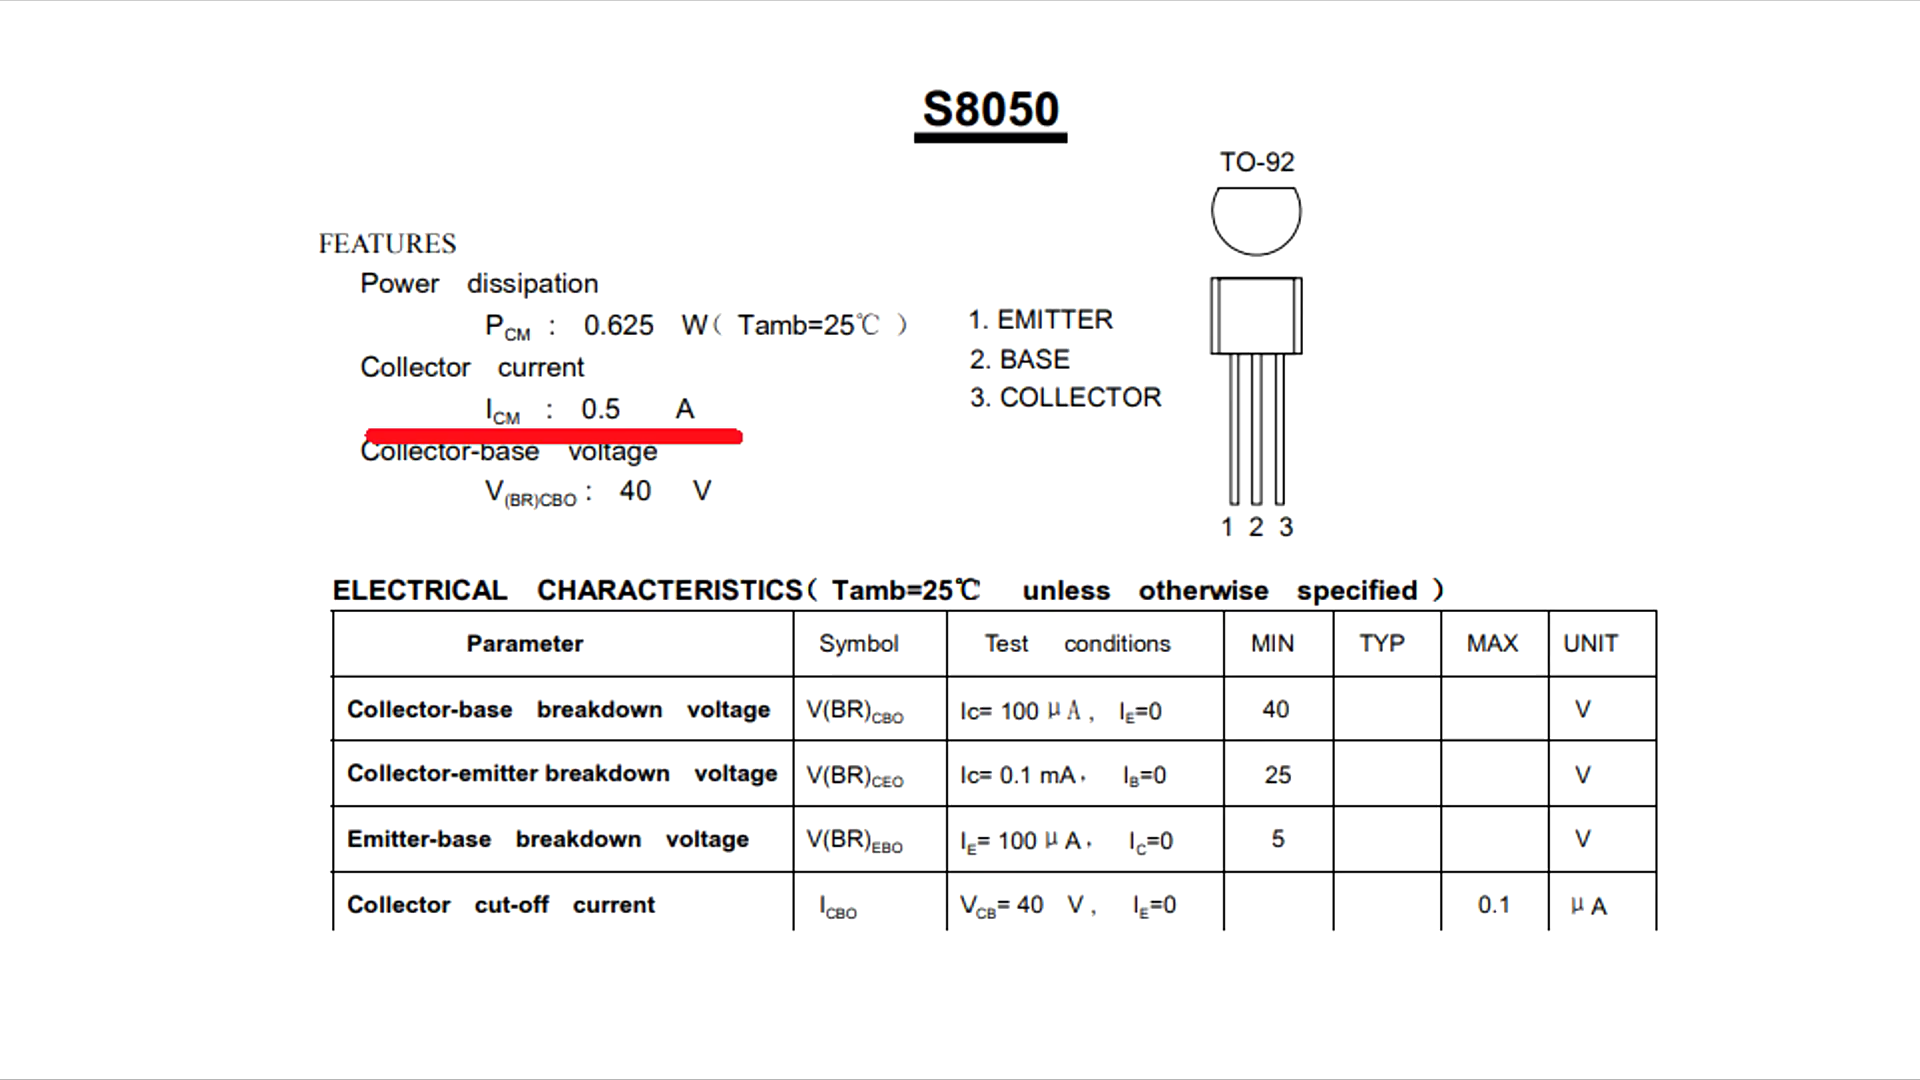 S8050
TO-92
FEATURES
Power dissipation
PCM : 0.625 W( Tamb=25℃ )
Collector current
ICM : 0.5 A
Collector-base voltage
V(BR)CBO : 40 V
1. EMITTER
2. BASE
3. COLLECTOR
1 2 3
ELECTRICAL CHARACTERISTICS( Tamb=25℃ unless otherwise specified )
Parameter Symbol Test conditions MIN TYP MAX UNIT
Collector-base breakdown voltage V(BR)CBO Ic= 100 μA, IE=0 40 V
Collector-emitter breakdown voltage V(BR)CEO Ic= 0.1 mA, IB=0 25 V
Emitter-base breakdown voltage V(BR)EBO IE= 100 μA, IC=0 5 V
Collector cut-off current ICBO VCB= 40 V, IE=0 0.1 μA